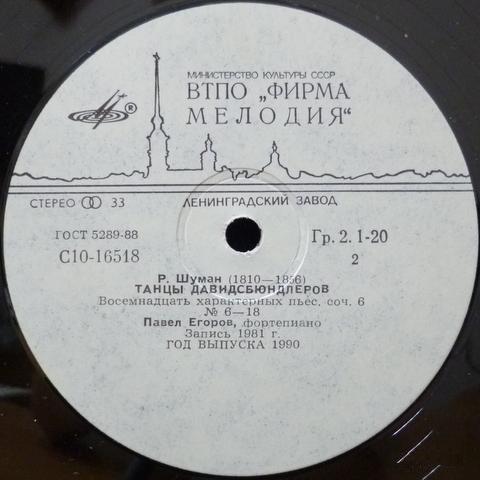 МИНИСТЕРСТВО КУЛЬТУРЫ СССР
ВТПО „ФИРМА
МЕЛОДИЯ"
СТЕРЕО 33 ЛЕНИНГРАДСКИЙ ЗАВОД
ГОСТ 5289-88 Гр. 2. 1-20
С10-16518 2
Р. Шуман (1810—1856)
ТАНЦЫ ДАВИДСБЮНДЛЕРОВ
Восемнадцать характерных пьес, соч. 6
№ 6—18
Павел Егоров, фортепиано
Запись 1981 г.
ГОД ВЫПУСКА 1990